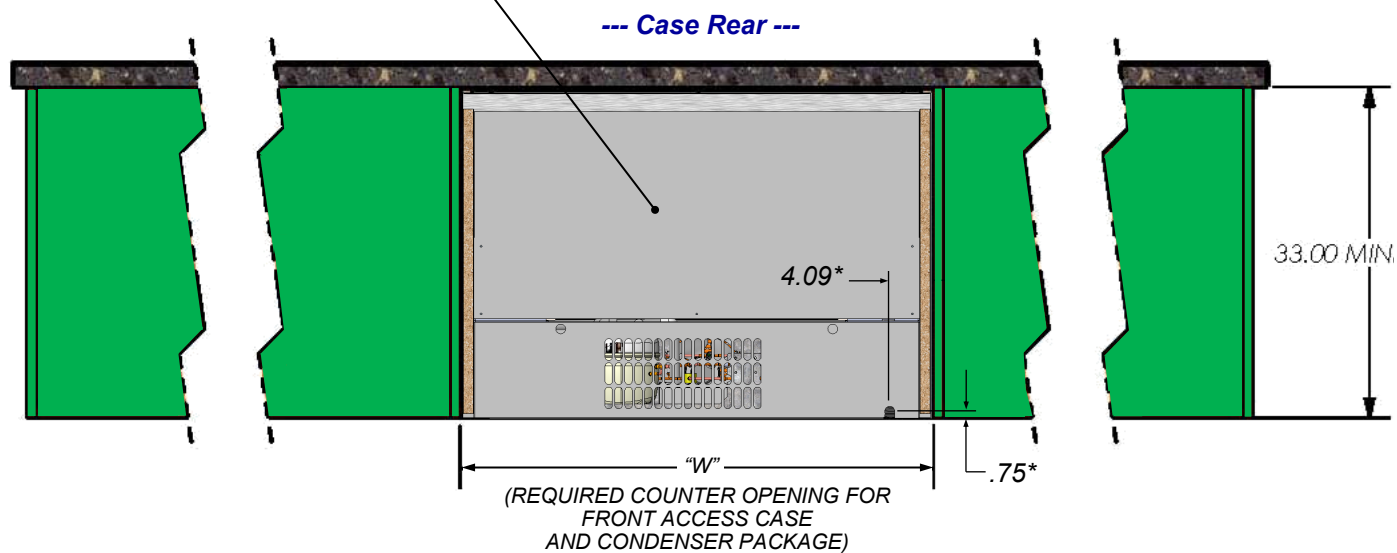 --- Case Rear ---
4.09*
33.00 MIN
“W”
.75*
(REQUIRED COUNTER OPENING FOR
FRONT ACCESS CASE
AND CONDENSER PACKAGE)